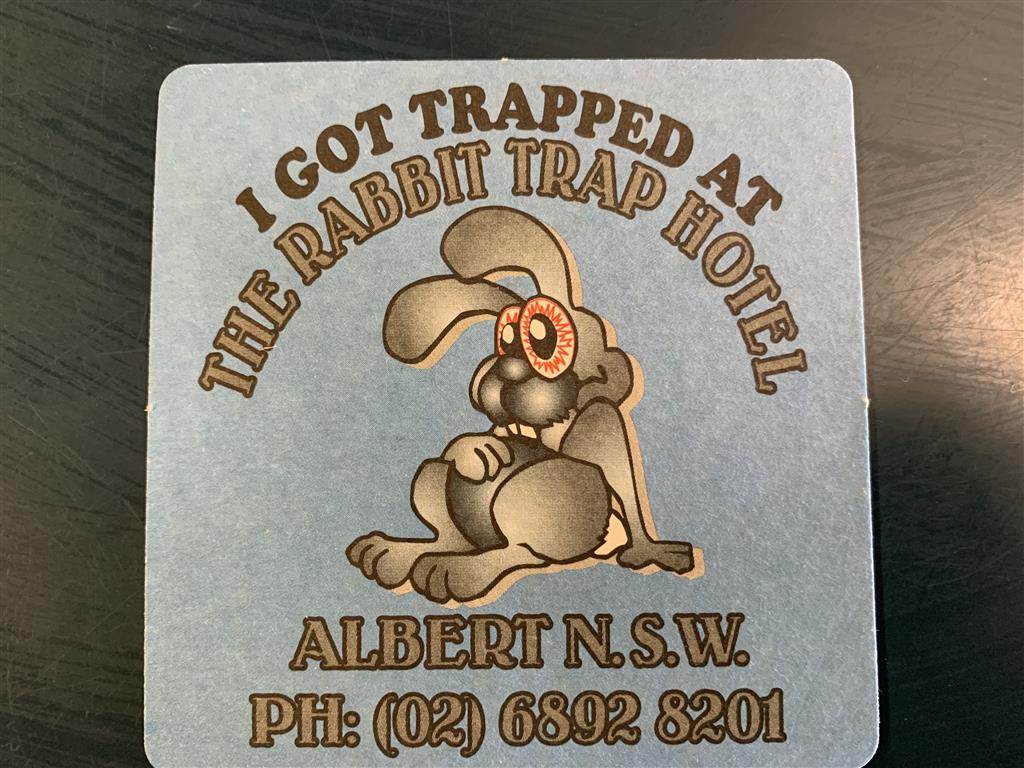 I GOT TRAPPED AT
THE RABBIT TRAP HOTEL
ALBERT N.S.W.
PH: (02) 6892 8201